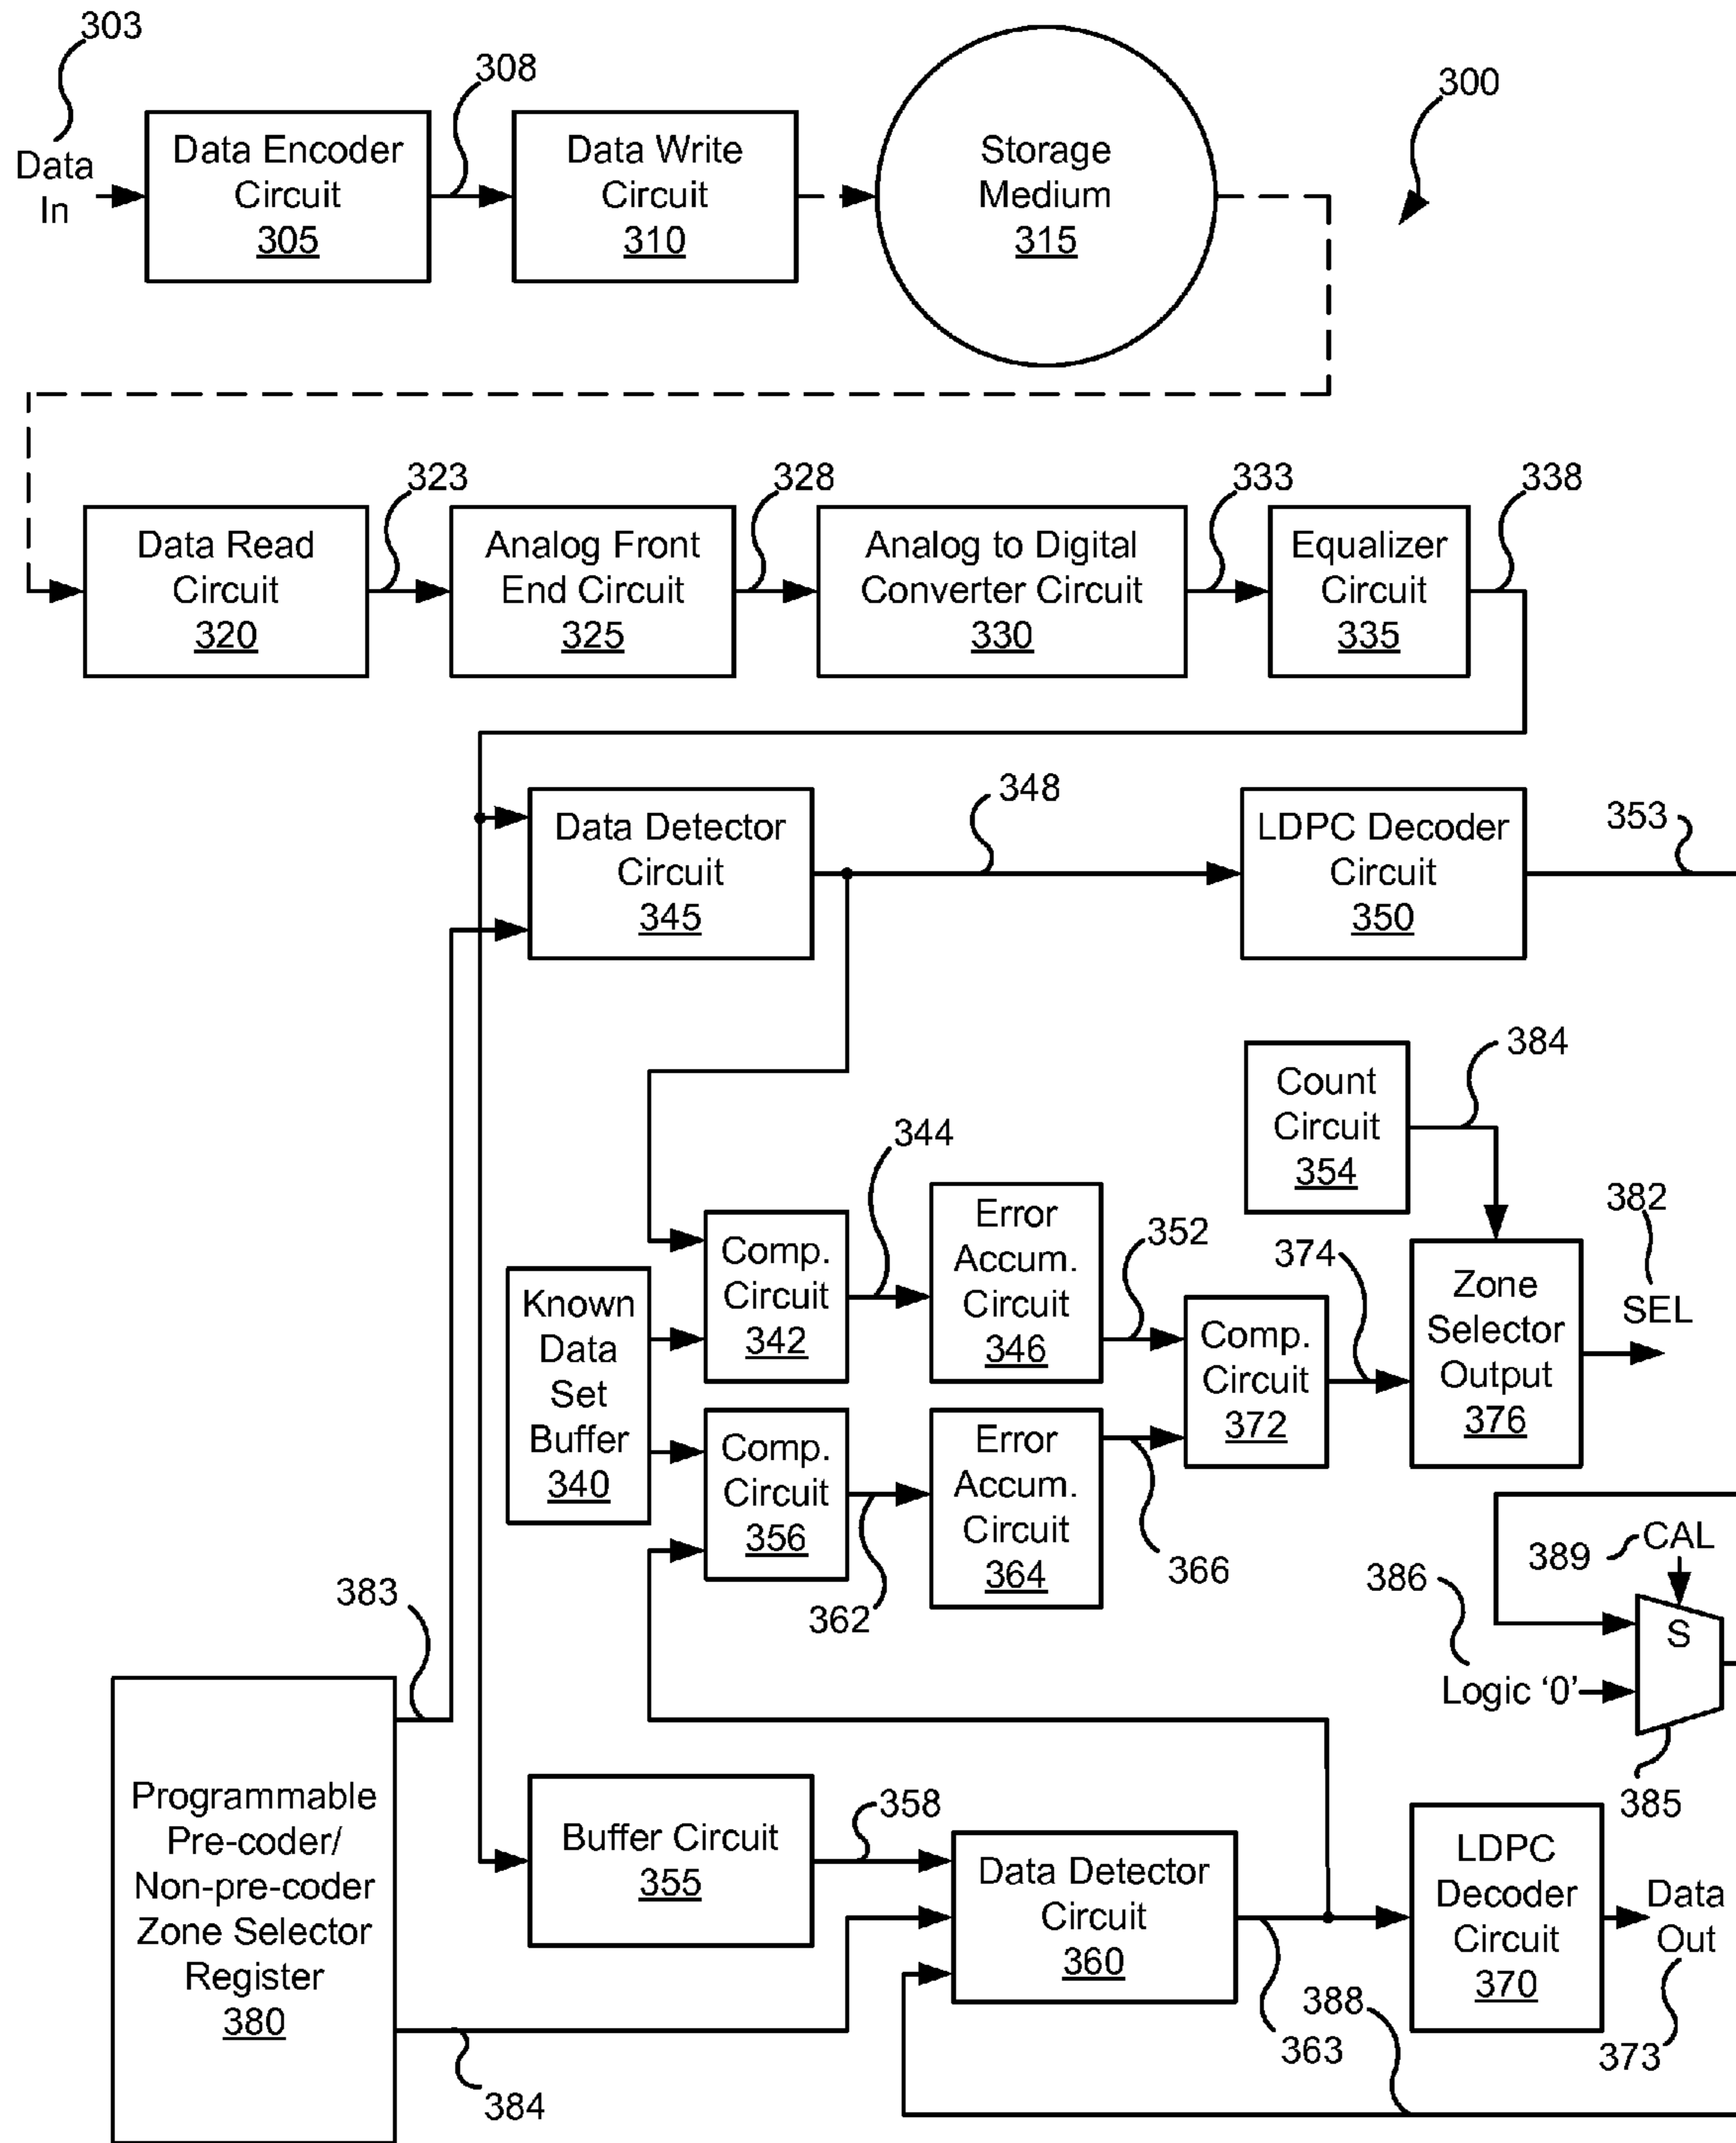 303
308
300
Data
In
Data Encoder
Circuit
305
Data Write
Circuit
310
Storage
Medium
315
323
328
333
338
Data Read
Circuit
320
Analog Front
End Circuit
325
Analog to Digital
Converter Circuit
330
Equalizer
Circuit
335
348
353
Data Detector
Circuit
345
LDPC Decoder
Circuit
350
384
Count
Circuit
354
344
352
374
382
SEL
Known
Data
Set
Buffer
340
Comp.
Circuit
342
Error
Accum.
Circuit
346
Comp.
Circuit
372
Zone
Selector
Output
376
Comp.
Circuit
356
Error
Accum.
Circuit
364
362
366
389
CAL
386
S
Logic ‘0’
385
383
Programmable
Pre-coder/
Non-pre-coder
Zone Selector
Register
380
384
Buffer Circuit
355
358
Data Detector
Circuit
360
363
388
LDPC
Decoder
Circuit
370
Data
Out
373